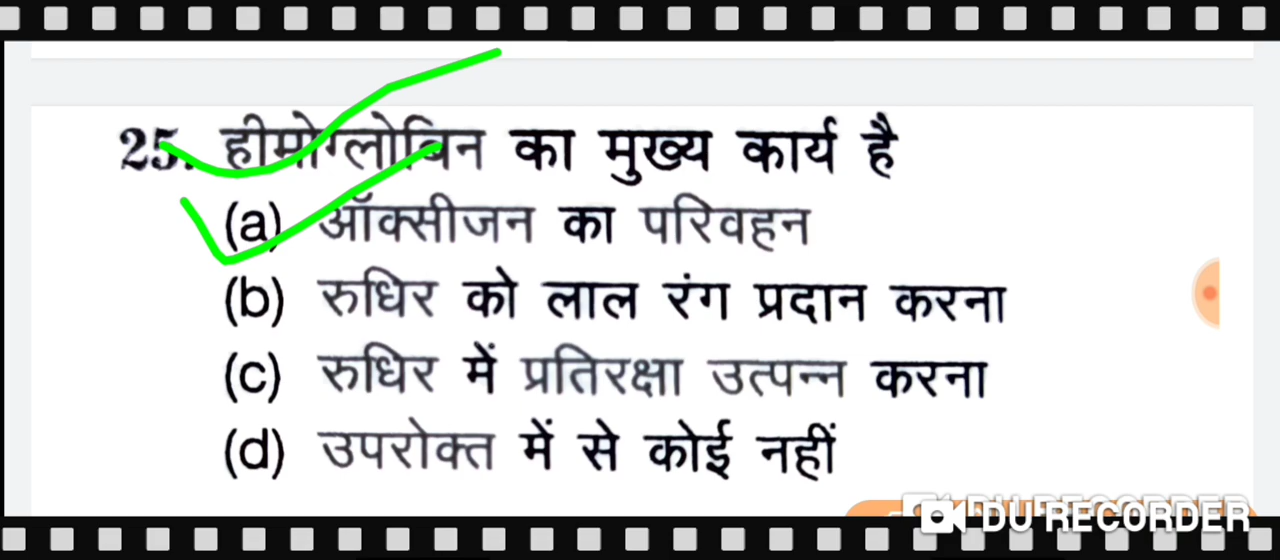 25. हीमोग्लोबिन का मुख्य कार्य है
(a) ऑक्सीजन का परिवहन
(b) रुधिर को लाल रंग प्रदान करना
(c) रुधिर में प्रतिरक्षा उत्पन्न करना
(d) उपरोक्त में से कोई नहीं
DU RECORDER